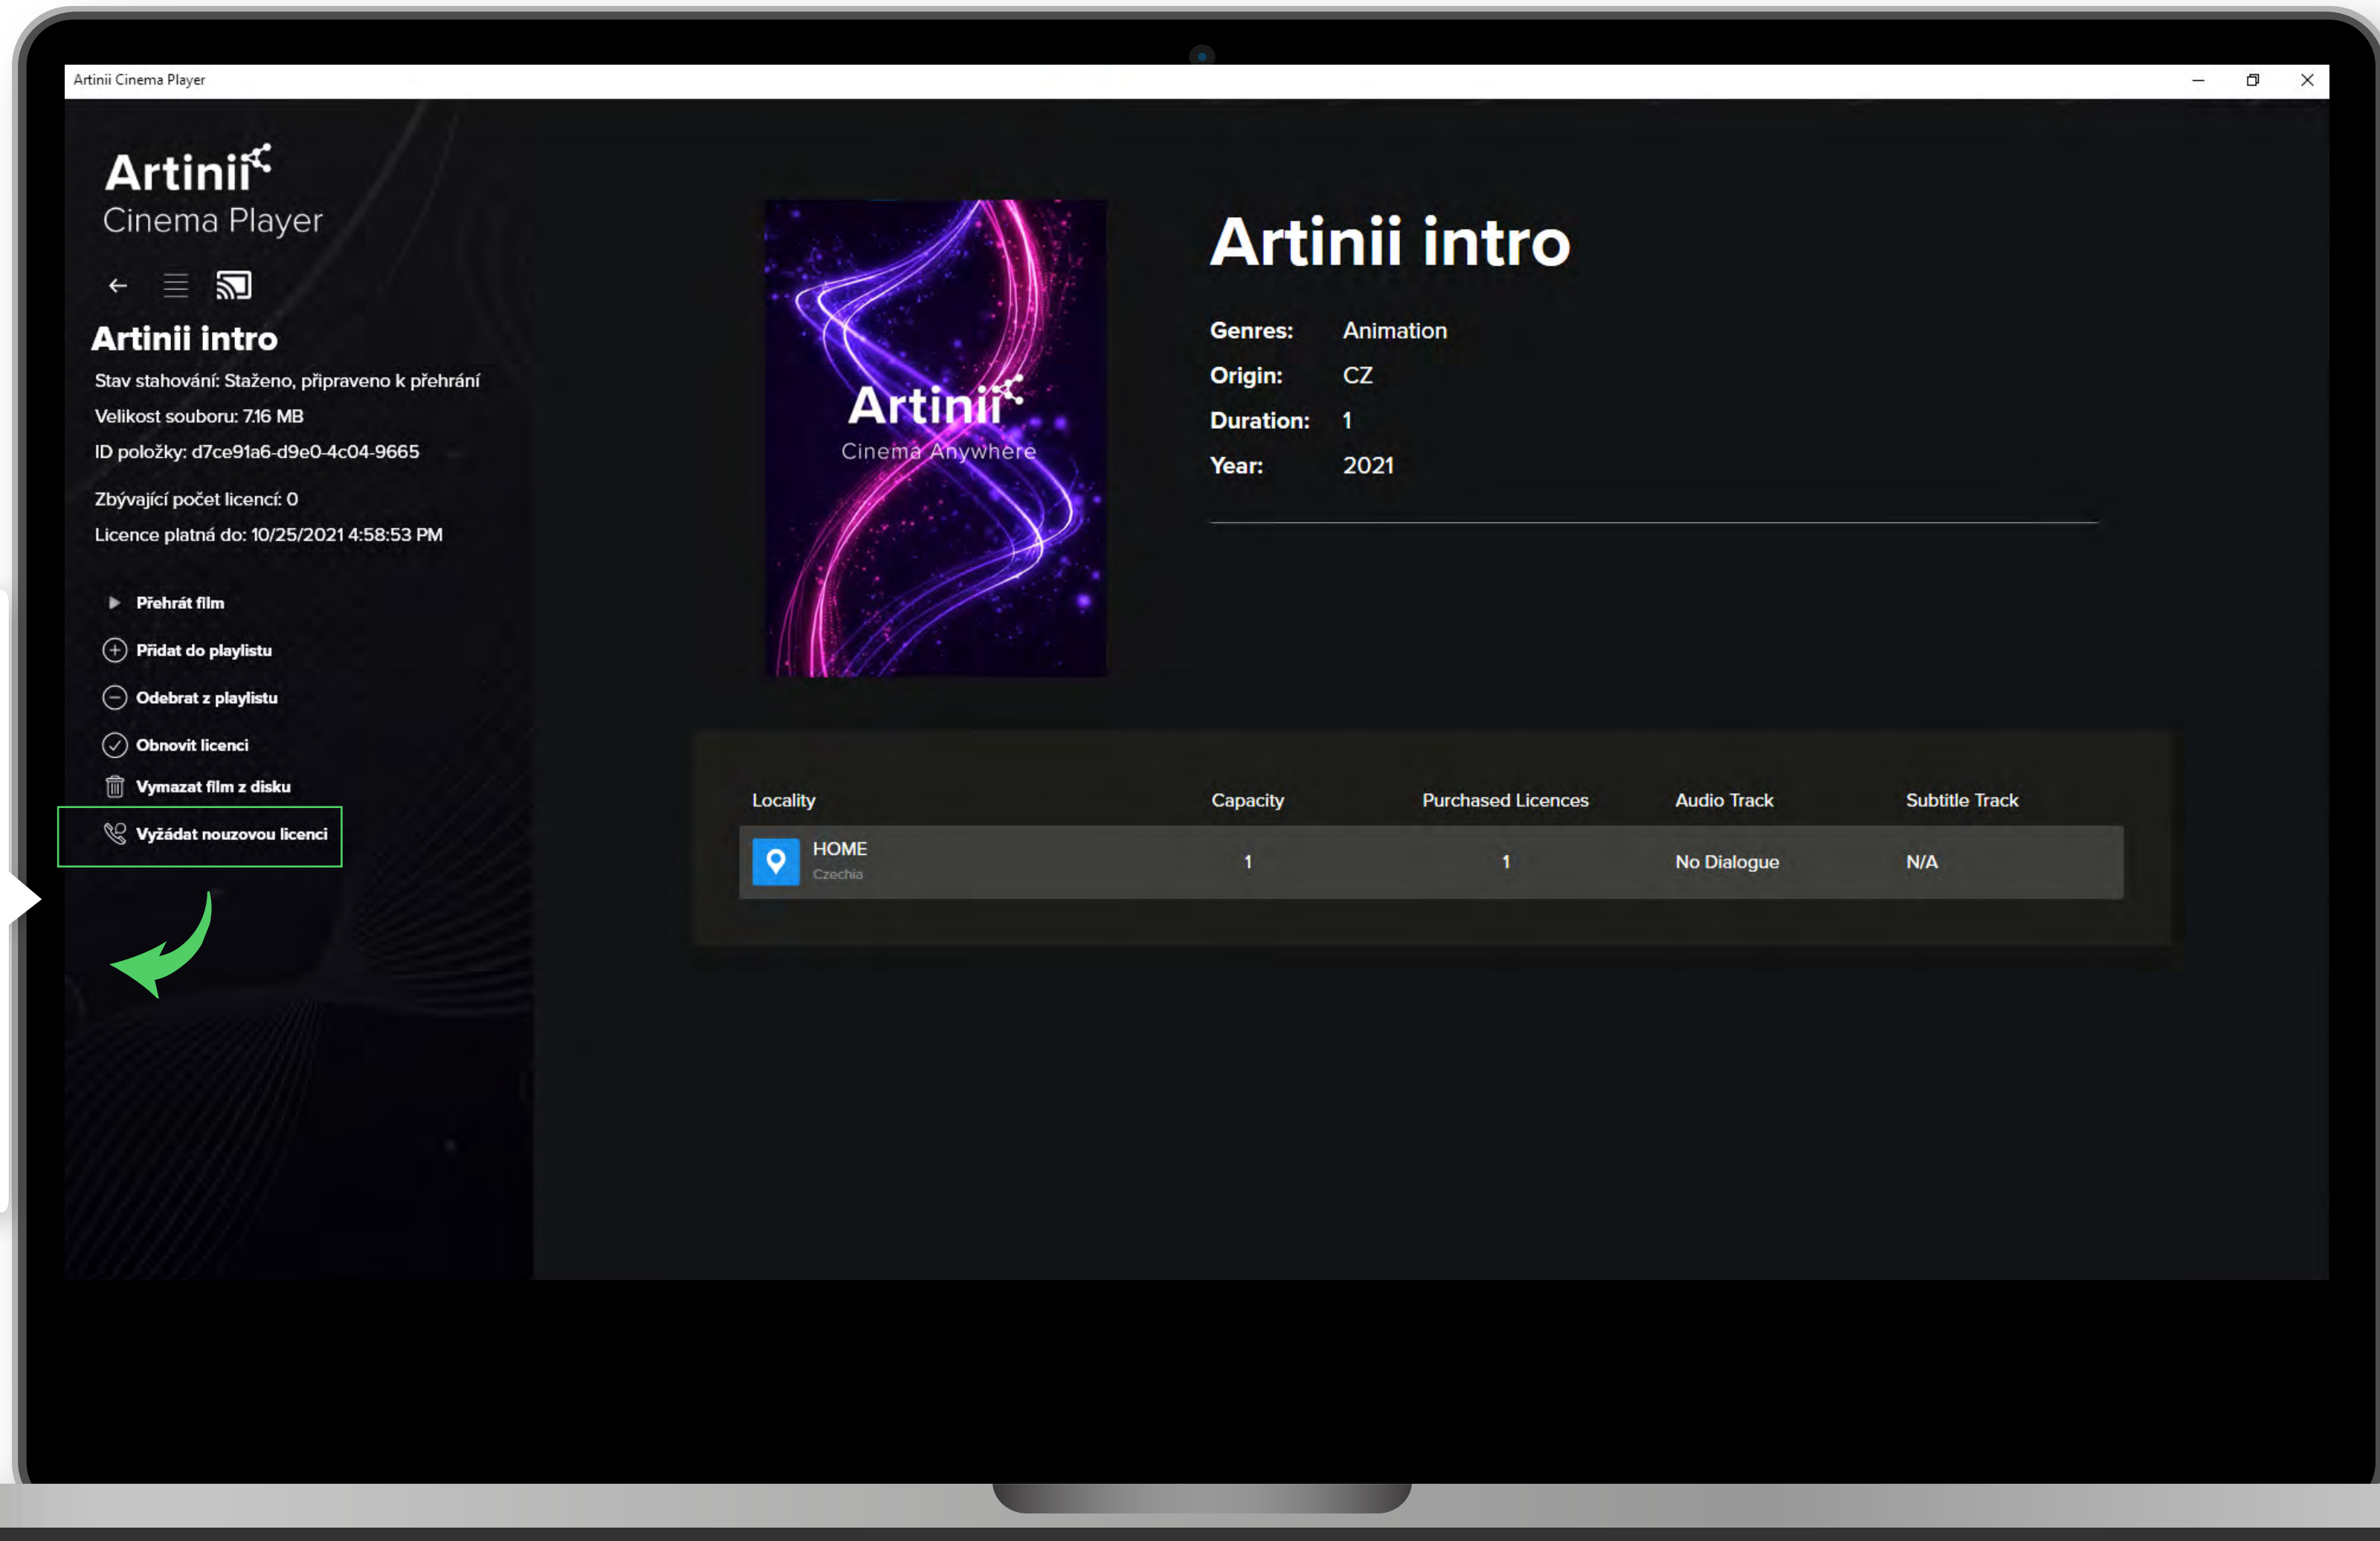 Artinii Cinema Player
Artinii
Cinema Player
Artinii intro
Stav stahování: Staženo, připraveno k přehrání
Velikost souboru: 7.16 MB
ID položky: d7ce91a6-d9e0-4c04-9665
Zbývající počet licencí: 0
Licence platná do: 10/25/2021 4:58:53 PM
Přehrát film
Přidat do playlistu
Odebrat z playlistu
Obnovit licenci
Vymazat film z disku
Vyžádat nouzovou licenci
Artinii
Cinema Anywhere
Artinii intro
Genres: Animation
Origin: CZ
Duration: 1
Year: 2021
Locality Capacity Purchased Licences Audio Track Subtitle Track
HOME 1 1 No Dialogue N/A
Czechia